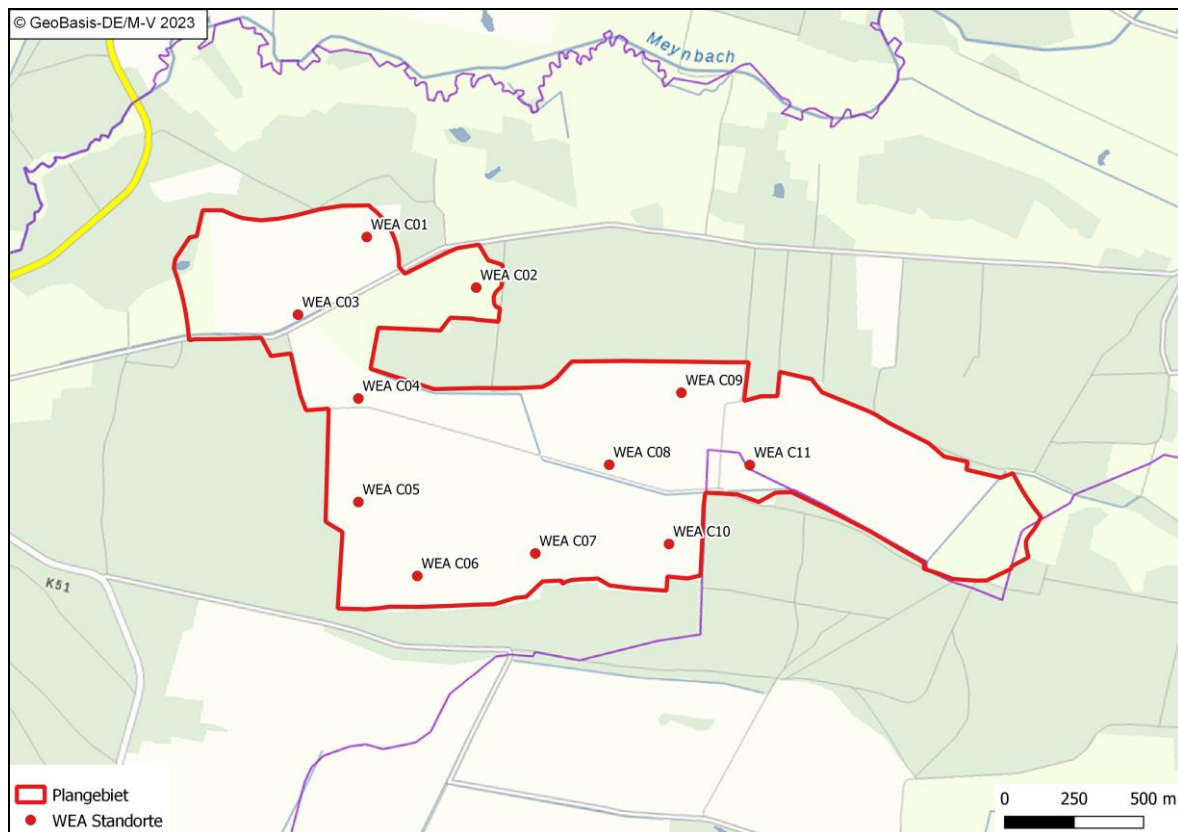 © GeoBasis-DE/M-V 2023
Meynbach
WEA C01
WEA C02
WEA C03
WEA C04
WEA C09
WEA C08
WEA C11
WEA C05
WEA C10
WEA C07
WEA C06
K51
Plangebiet
WEA Standorte
0 250 500 m